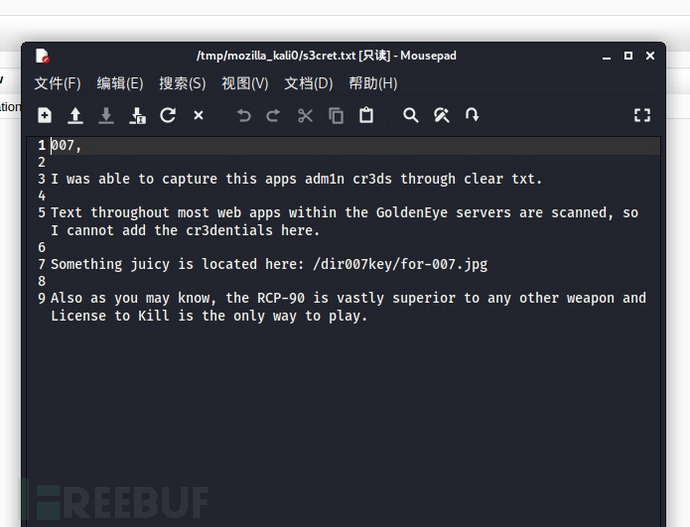 /tmp/mozilla_kali0/s3cret.txt [只读] - Mousepad
文件(F) 编辑(E) 搜索(S) 视图(V) 文档(D) 帮助(H)
1 007,
2
3 I was able to capture this apps adm1n cr3ds through clear txt.
4
5 Text throughout most web apps within the GoldenEye servers are scanned, so
I cannot add the cr3dentials here.
6
7 Something juicy is located here: /dir007key/for-007.jpg
8
9 Also as you may know, the RCP-90 is vastly superior to any other weapon and
License to Kill is the only way to play.
REEBUF